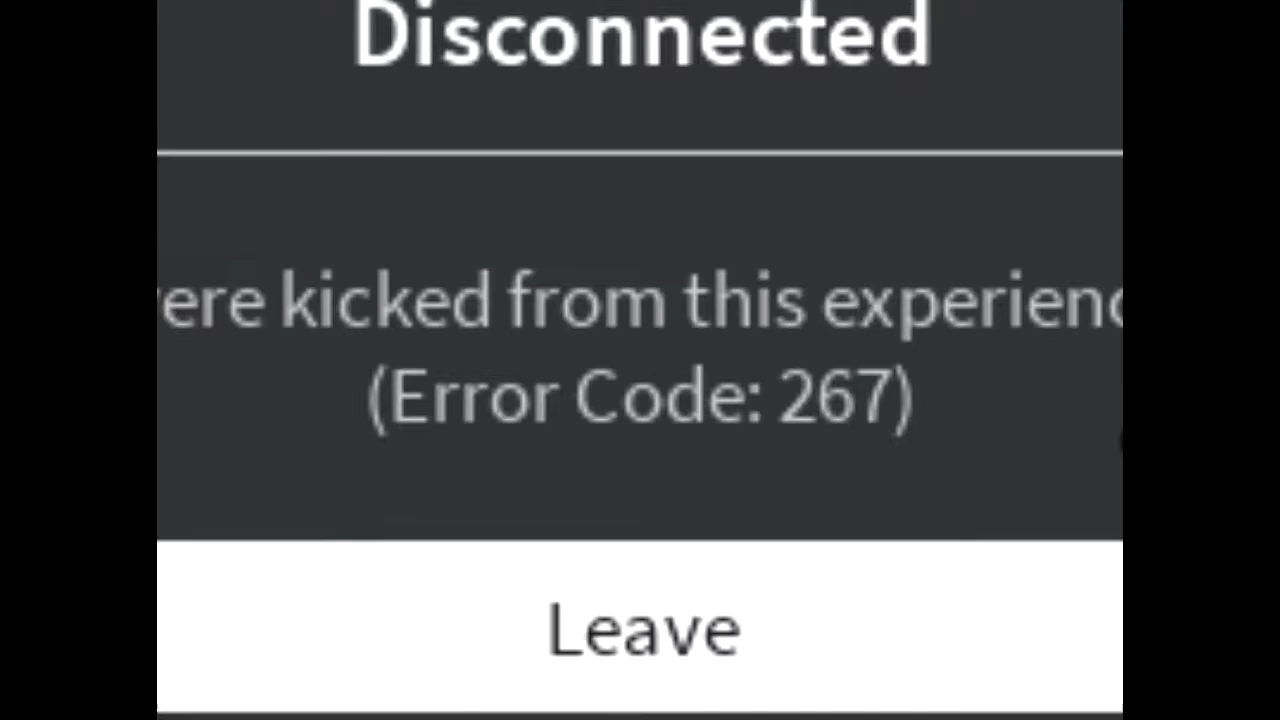 Disconnected
ere kicked from this experienc
(Error Code: 267)
Leave